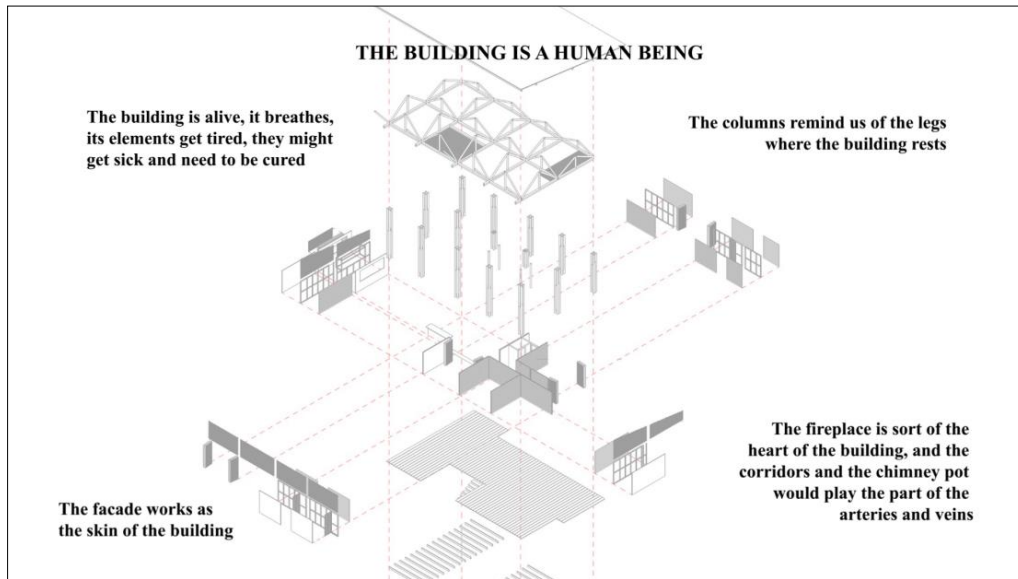 THE BUILDING IS A HUMAN BEING
The building is alive, it breathes,
its elements get tired, they might
get sick and need to be cured
The columns remind us of the legs
where the building rests
The facade works as
the skin of the building
The fireplace is sort of the
heart of the building, and the
corridors and the chimney pot
would play the part of the
arteries and veins